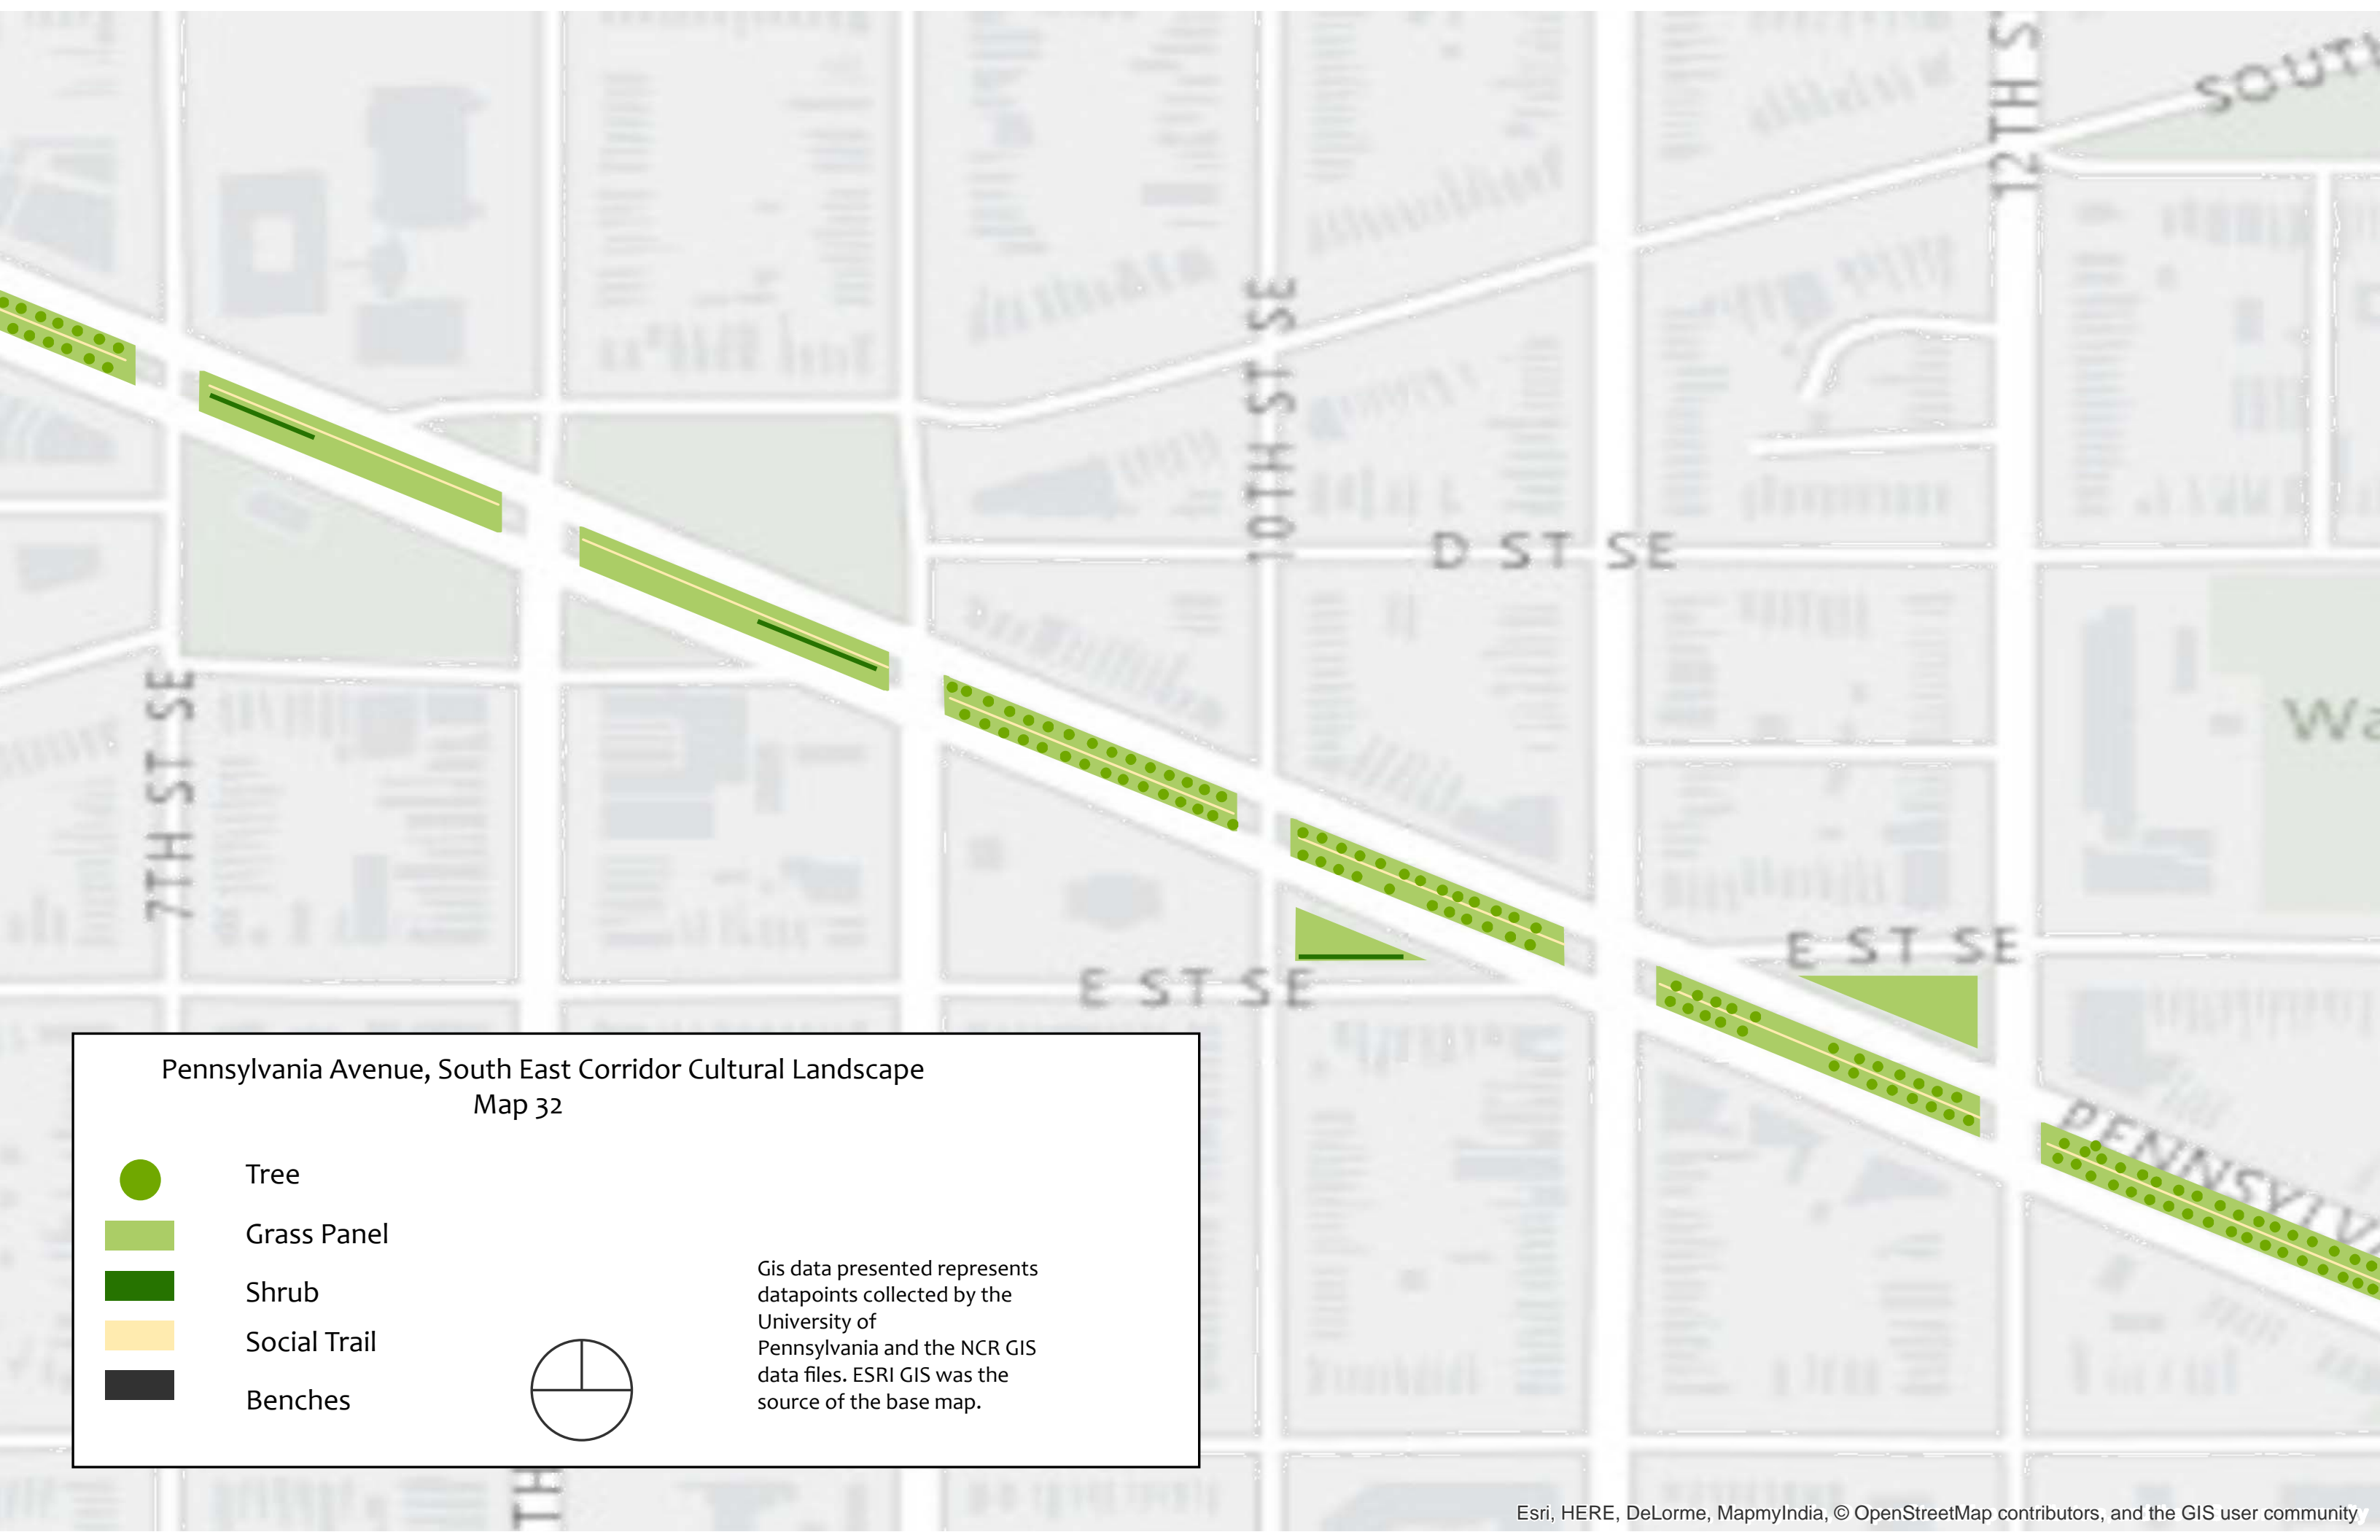 12TH S
SOUTH
10TH ST SE
D ST SE
7TH ST SE
Wa
E ST SE
E ST SE
PENNSYLVA
Pennsylvania Avenue, South East Corridor Cultural Landscape
Map 32
Tree
Grass Panel
Shrub
Social Trail
Benches
Gis data presented represents
datapoints collected by the
University of
Pennsylvania and the NCR GIS
data files. ESRI GIS was the
source of the base map.
TH
Esri, HERE, DeLorme, MapmyIndia, © OpenStreetMap contributors, and the GIS user community